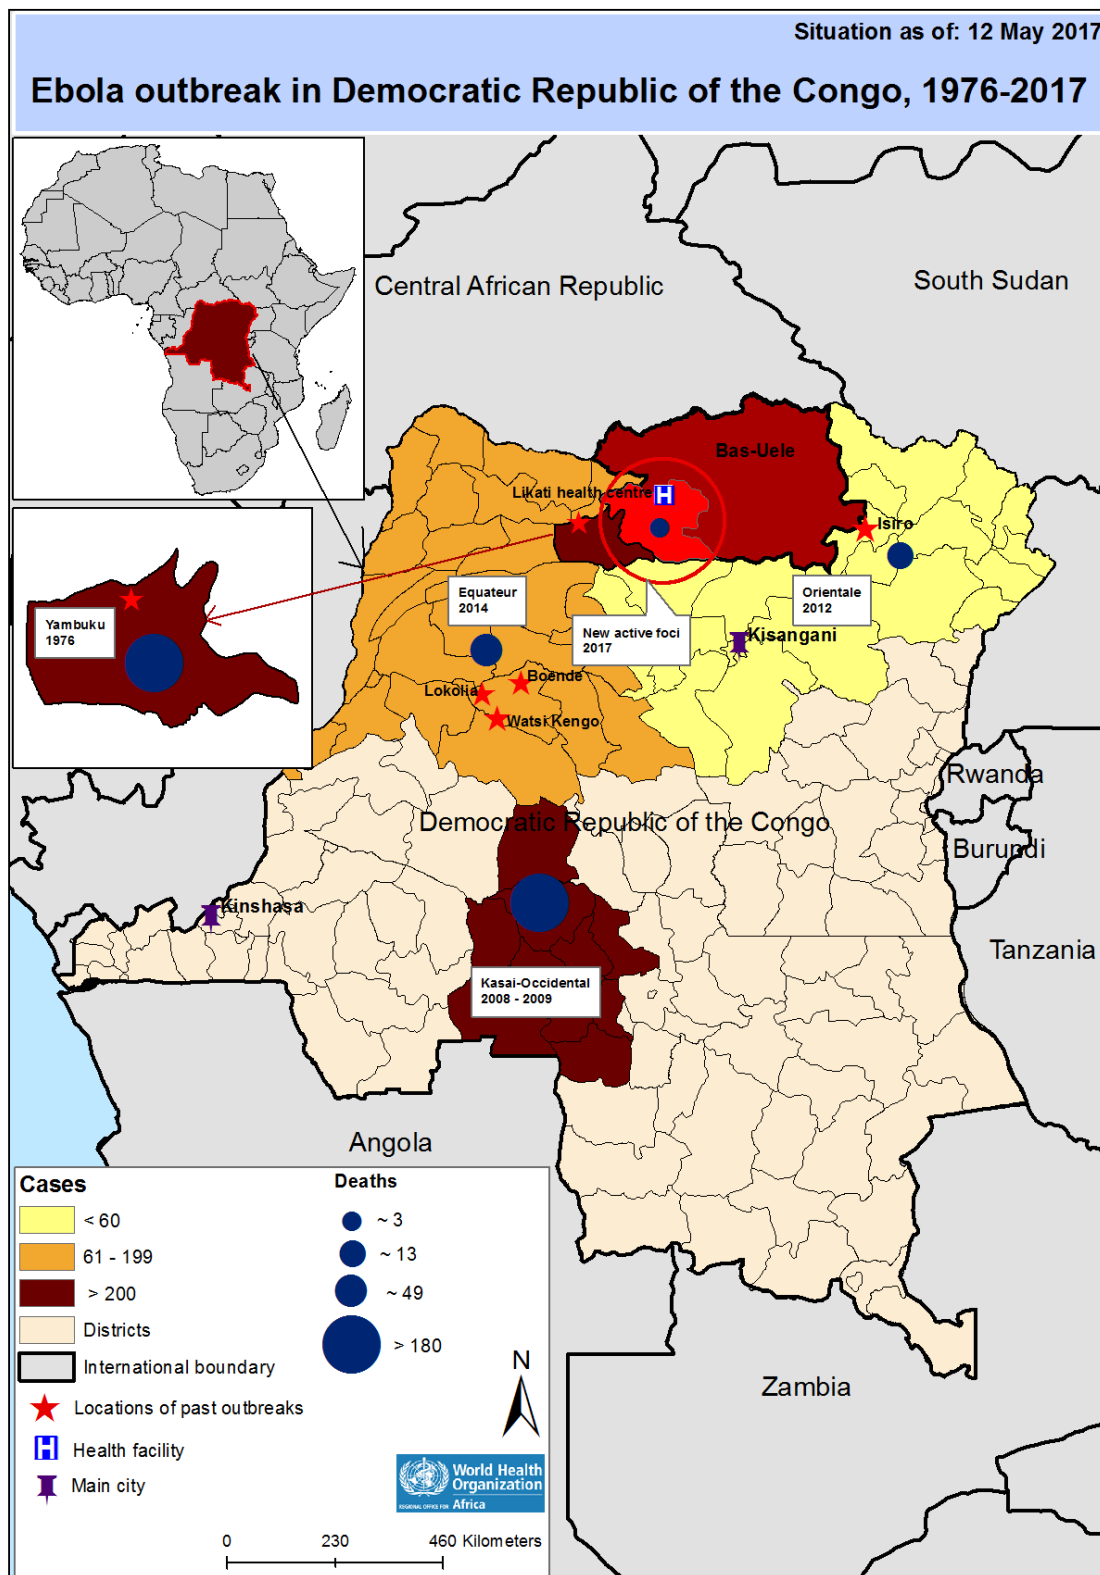 Situation as of: 12 May 2017
Ebola outbreak in Democratic Republic of the Congo, 1976-2017
Central African Republic
South Sudan
Bas-Uele
Likati health centre
H
Isiro
Yambuku
1976
Equateur
2014
Orientale
2012
New active foci
2017
Kisangani
Boende
Lokolia
Watsi Kengo
Rwanda
Democratic Republic of the Congo
Burundi
Kinshasa
Tanzania
Kasai-Occidental
2008 - 2009
Angola
Zambia
Cases
< 60
61 - 199
> 200
Districts
International boundary
Locations of past outbreaks
H
Health facility
Main city
Deaths
~ 3
~ 13
~ 49
> 180
N
World Health
Organization
REGIONAL OFFICE FOR Africa
0 230 460 Kilometers